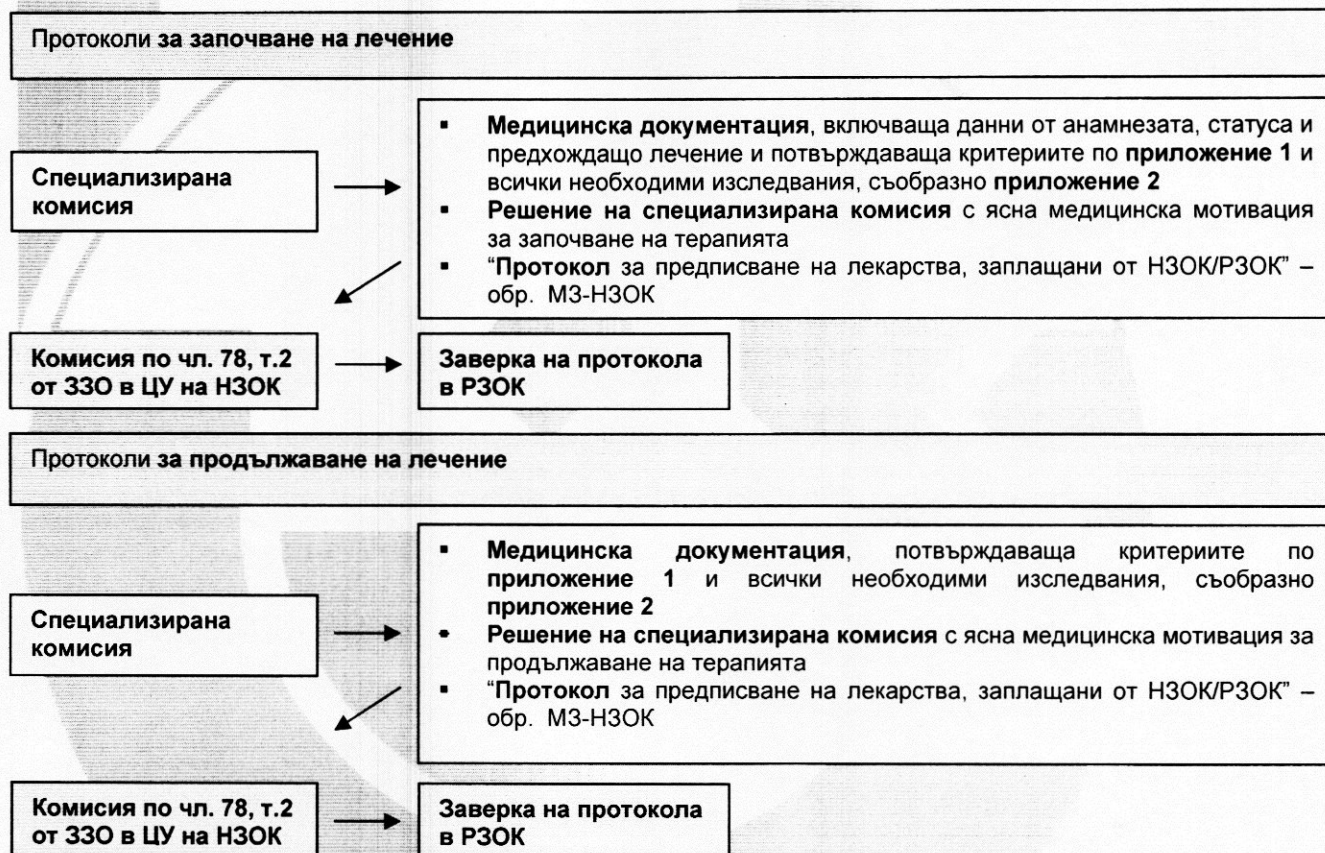 Протоколи за започване на лечение
Специализирана
комисия
▪ Медицинска документация, включваща данни от анамнезата, статуса и
предхождащо лечение и потвърждаваща критериите по приложение 1 и
всички необходими изследвания, съобразно приложение 2
▪ Решение на специализирана комисия с ясна медицинска мотивация
за започване на терапията
▪ "Протокол за предписване на лекарства, заплащани от НЗОК/РЗОК" –
обр. МЗ-НЗОК
Комисия по чл. 78, т.2
от ЗЗО в ЦУ на НЗОК
Заверка на протокола
в РЗОК
Протоколи за продължаване на лечение
Специализирана
комисия
▪ Медицинска документация, потвърждаваща критериите по
приложение 1 и всички необходими изследвания, съобразно
приложение 2
▪ Решение на специализирана комисия с ясна медицинска мотивация за
продължаване на терапията
▪ "Протокол за предписване на лекарства, заплащани от НЗОК/РЗОК" –
обр. МЗ-НЗОК
Комисия по чл. 78, т.2
от ЗЗО в ЦУ на НЗОК
Заверка на протокола
в РЗОК